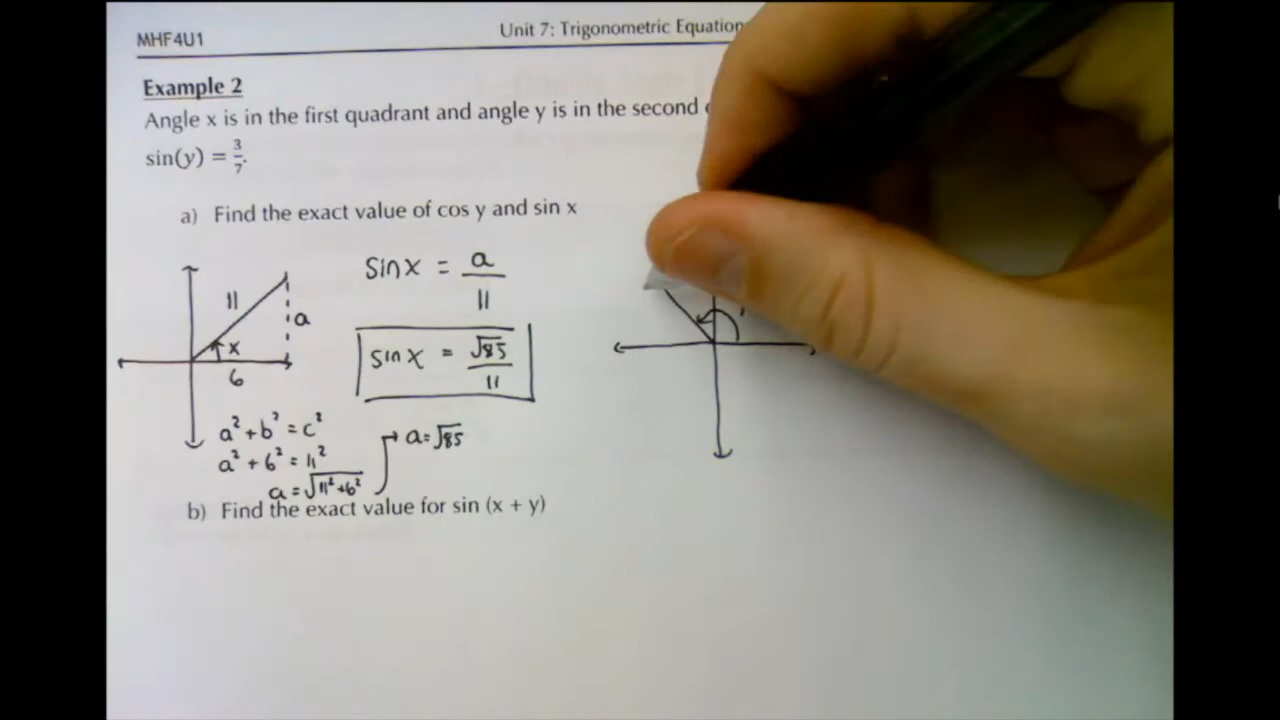 MHF4U1
Unit 7: Trigonometric Equation
Example 2
Angle x is in the first quadrant and angle y is in the second
sin(y) = 3/7.
a) Find the exact value of cos y and sin x
sin x = a/11
11
a
x
6
sin x = √85/11
a² + b² = c²
a² + 6² = 11²
a = √11² + 6²
→ a = √85
b) Find the exact value for sin (x + y)